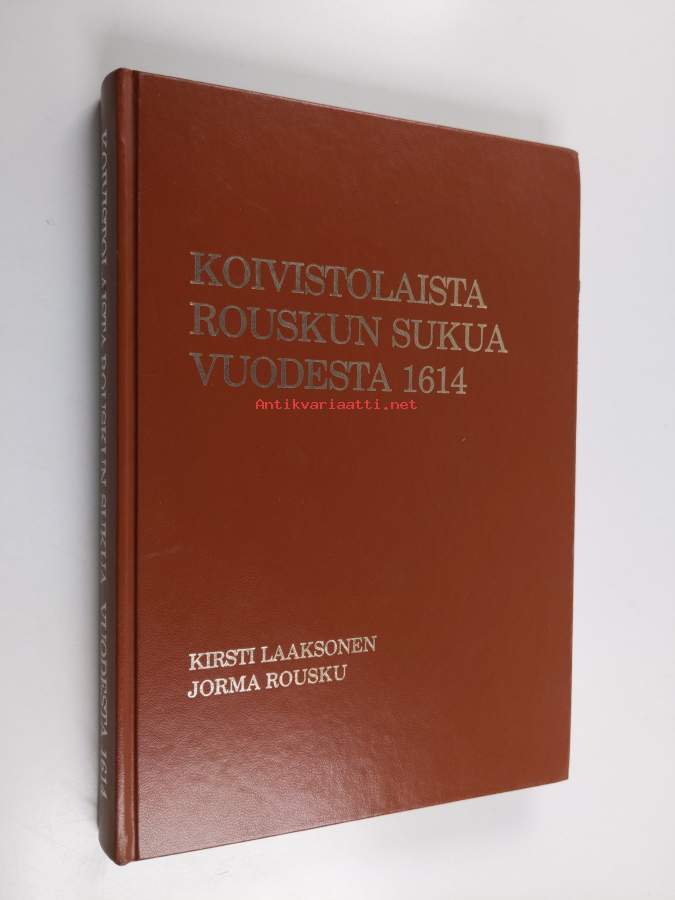 KOIVISTOLAISTA
ROUSKUN SUKUA
VUODESTA 1614
Antikvariaatti.net
KIRSTI LAAKSONEN
JORMA ROUSKU
KOIVISTOLAISTA ROUSKUN SUKUA VUODESTA 1614